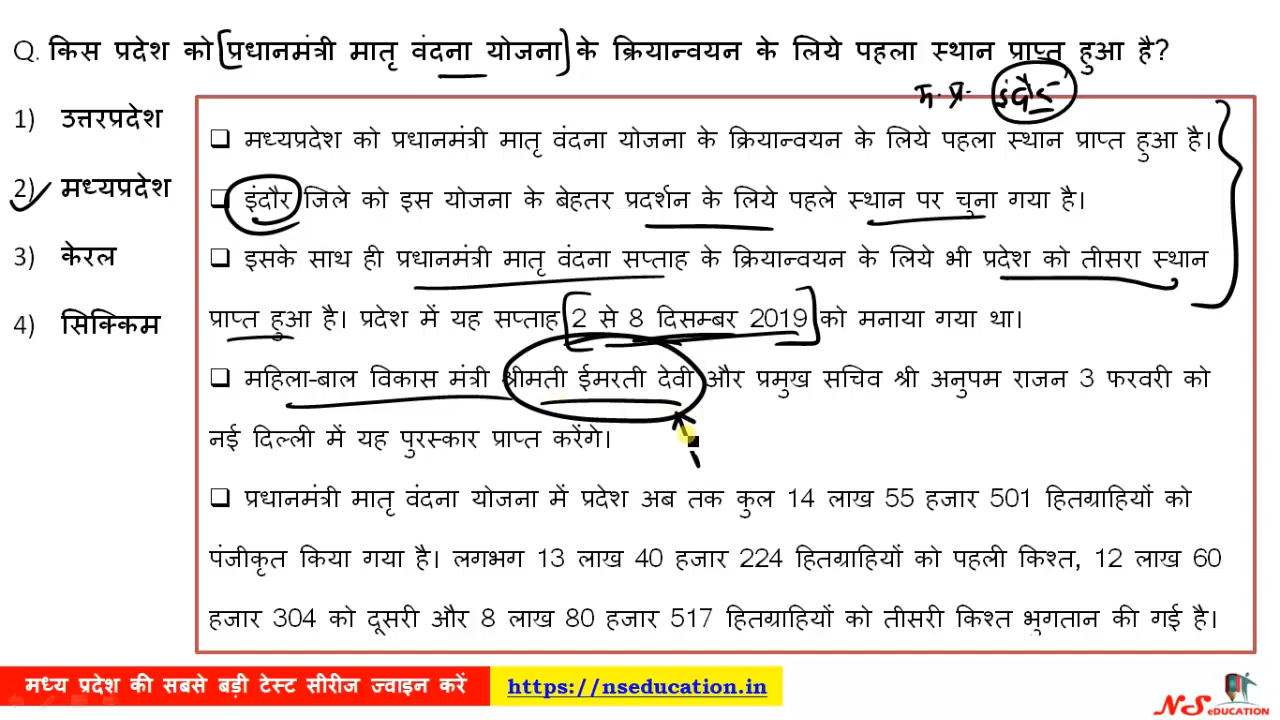 Q. किस प्रदेश को [प्रधानमंत्री मातृ वंदना योजना] के क्रियान्वयन के लिये पहला स्थान प्राप्त हुआ है?
म. प्र. इंदौर
1) उत्तरप्रदेश
2) मध्यप्रदेश
3) केरल
4) सिक्किम
❑ मध्यप्रदेश को प्रधानमंत्री मातृ वंदना योजना के क्रियान्वयन के लिये पहला स्थान प्राप्त हुआ है।
❑ इंदौर जिले को इस योजना के बेहतर प्रदर्शन के लिये पहले स्थान पर चुना गया है।
❑ इसके साथ ही प्रधानमंत्री मातृ वंदना सप्ताह के क्रियान्वयन के लिये भी प्रदेश को तीसरा स्थान
प्राप्त हुआ है। प्रदेश में यह सप्ताह [2 से 8 दिसम्बर 2019] को मनाया गया था।
❑ महिला-बाल विकास मंत्री श्रीमती ईमरती देवी और प्रमुख सचिव श्री अनुपम राजन 3 फरवरी को
नई दिल्ली में यह पुरस्कार प्राप्त करेंगे।
❑ प्रधानमंत्री मातृ वंदना योजना में प्रदेश अब तक कुल 14 लाख 55 हजार 501 हितग्राहियों को
पंजीकृत किया गया है। लगभग 13 लाख 40 हजार 224 हितग्राहियों को पहली किश्त, 12 लाख 60
हजार 304 को दूसरी और 8 लाख 80 हजार 517 हितग्राहियों को तीसरी किश्त भुगतान की गई है।
मध्य प्रदेश की सबसे बड़ी टेस्ट सीरीज ज्वाइन करें
https://nseducation.in
NS eDUCATION